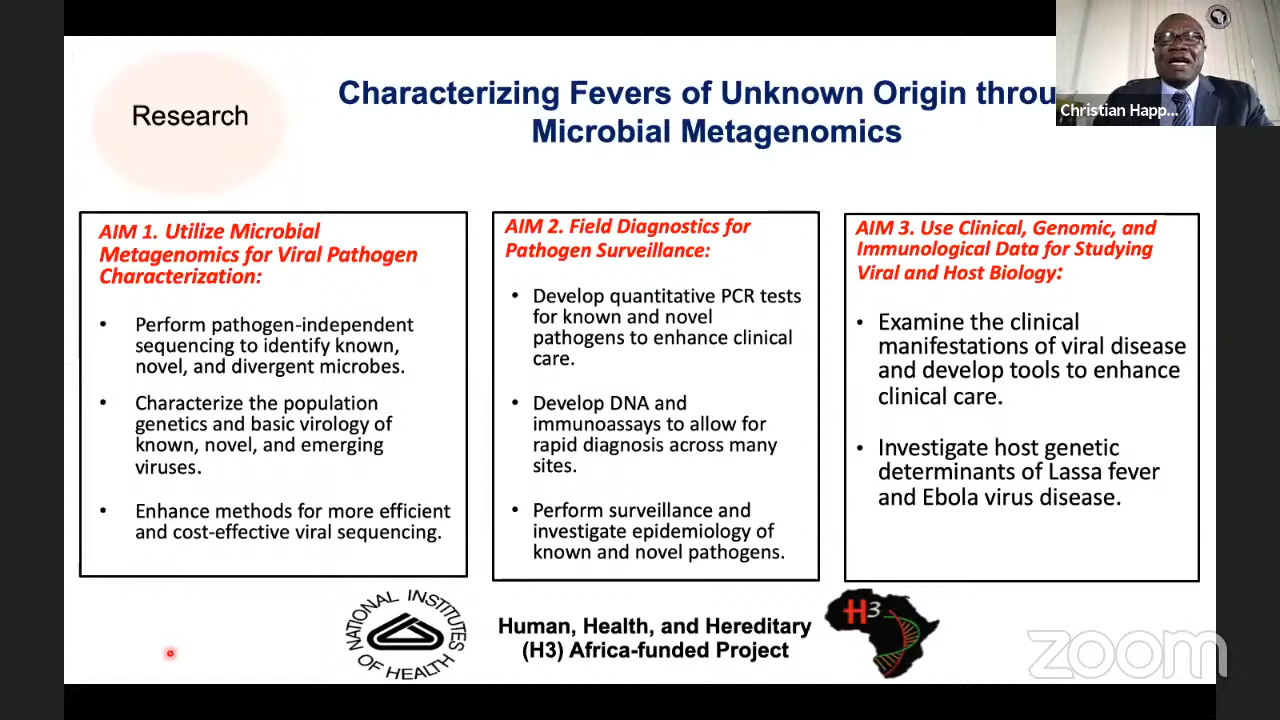 Research
Characterizing Fevers of Unknown Origin throu
Microbial Metagenomics
Christian Happ...
AIM 1. Utilize Microbial
Metagenomics for Viral Pathogen
Characterization:
• Perform pathogen-independent
sequencing to identify known,
novel, and divergent microbes.
• Characterize the population
genetics and basic virology of
known, novel, and emerging
viruses.
• Enhance methods for more efficient
and cost-effective viral sequencing.
AIM 2. Field Diagnostics for
Pathogen Surveillance:
• Develop quantitative PCR tests
for known and novel
pathogens to enhance clinical
care.
• Develop DNA and
immunoassays to allow for
rapid diagnosis across many
sites.
• Perform surveillance and
investigate epidemiology of
known and novel pathogens.
AIM 3. Use Clinical, Genomic, and
Immunological Data for Studying
Viral and Host Biology:
• Examine the clinical
manifestations of viral disease
and develop tools to enhance
clinical care.
• Investigate host genetic
determinants of Lassa fever
and Ebola virus disease.
NATIONAL INSTITUTES
OF HEALTH
Human, Health, and Hereditary
(H3) Africa-funded Project
H3
zoom